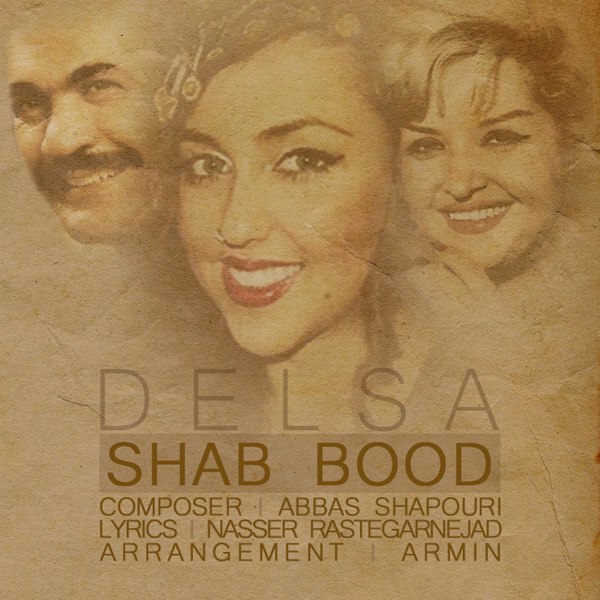 DELSA
SHAB BOOD
COMPOSER | ABBAS SHAPOURI
LYRICS | NASSER RASTEGARNEJAD
ARRANGEMENT | ARMIN